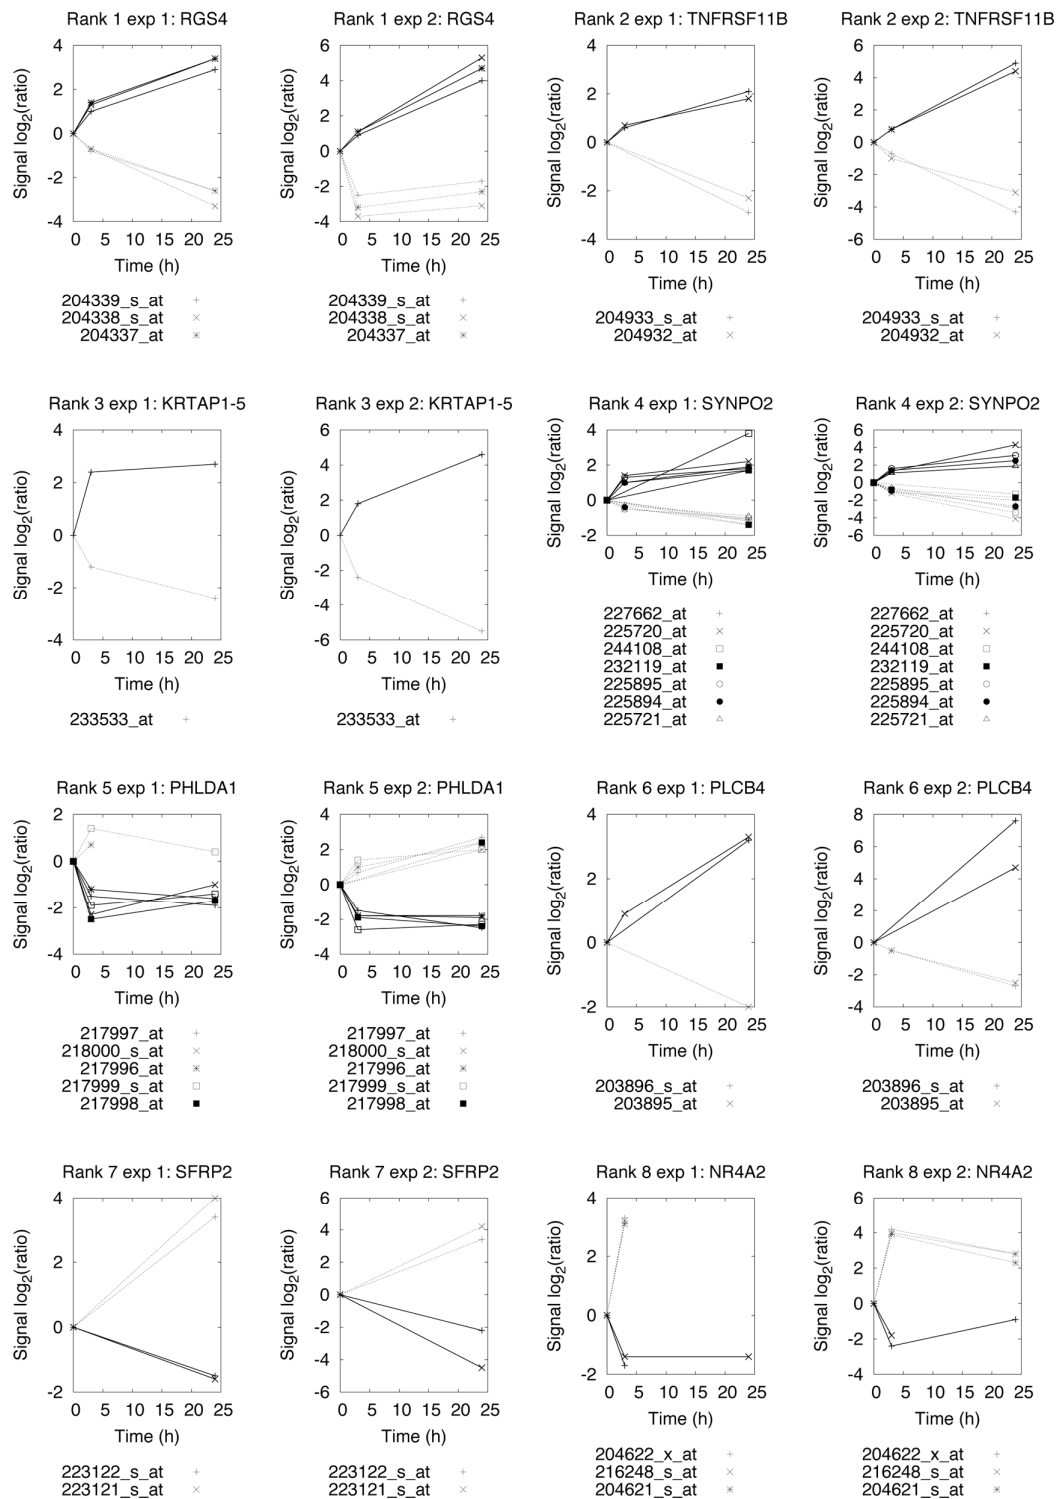 Rank 1 exp 1: RGS4
Signal log2(ratio)
4
2
0
-2
-4
0 5 10 15 20 25
Time (h)
204339_s_at
204338_s_at
204337_at
Rank 1 exp 2: RGS4
Signal log2(ratio)
6
5
4
3
2
1
0
-1
-2
-3
-4
0 5 10 15 20 25
Time (h)
204339_s_at
204338_s_at
204337_at
Rank 2 exp 1: TNFRSF11B
Signal log2(ratio)
4
2
0
-2
-4
0 5 10 15 20 25
Time (h)
204933_s_at
204932_at
Rank 2 exp 2: TNFRSF11B
Signal log2(ratio)
6
4
2
0
-2
-4
-6
0 5 10 15 20 25
Time (h)
204933_s_at
204932_at
Rank 3 exp 1: KRTAP1-5
Signal log2(ratio)
4
2
0
-2
-4
0 5 10 15 20 25
Time (h)
233533_at
Rank 3 exp 2: KRTAP1-5
Signal log2(ratio)
6
4
2
0
-2
-4
-6
0 5 10 15 20 25
Time (h)
233533_at
Rank 4 exp 1: SYNPO2
Signal log2(ratio)
4
2
0
-2
0 5 10 15 20 25
Time (h)
227662_at
225720_at
244108_at
232119_at
225895_at
225894_at
225721_at
Rank 4 exp 2: SYNPO2
Signal log2(ratio)
6
4
2
0
-2
-4
-6
0 5 10 15 20 25
Time (h)
227662_at
225720_at
244108_at
232119_at
225895_at
225894_at
225721_at
Rank 5 exp 1: PHLDA1
Signal log2(ratio)
2
0
-2
-4
0 5 10 15 20 25
Time (h)
217997_at
218000_s_at
217996_at
217999_s_at
217998_at
Rank 5 exp 2: PHLDA1
Signal log2(ratio)
4
2
0
-2
-4
0 5 10 15 20 25
Time (h)
217997_at
218000_s_at
217996_at
217999_s_at
217998_at
Rank 6 exp 1: PLCB4
Signal log2(ratio)
4
2
0
-2
0 5 10 15 20 25
Time (h)
203896_s_at
203895_at
Rank 6 exp 2: PLCB4
Signal log2(ratio)
8
6
4
2
0
-2
-4
0 5 10 15 20 25
Time (h)
203896_s_at
203895_at
Rank 7 exp 1: SFRP2
Signal log2(ratio)
4
2
0
-2
0 5 10 15 20 25
Time (h)
223122_s_at
223121_s_at
Rank 7 exp 2: SFRP2
Signal log2(ratio)
6
4
2
0
-2
-4
-6
0 5 10 15 20 25
Time (h)
223122_s_at
223121_s_at
Rank 8 exp 1: NR4A2
Signal log2(ratio)
4
3
2
1
0
-1
-2
0 5 10 15 20 25
Time (h)
204622_x_at
216248_s_at
204621_s_at
Rank 8 exp 2: NR4A2
Signal log2(ratio)
6
4
2
0
-2
-4
0 5 10 15 20 25
Time (h)
204622_x_at
216248_s_at
204621_s_at